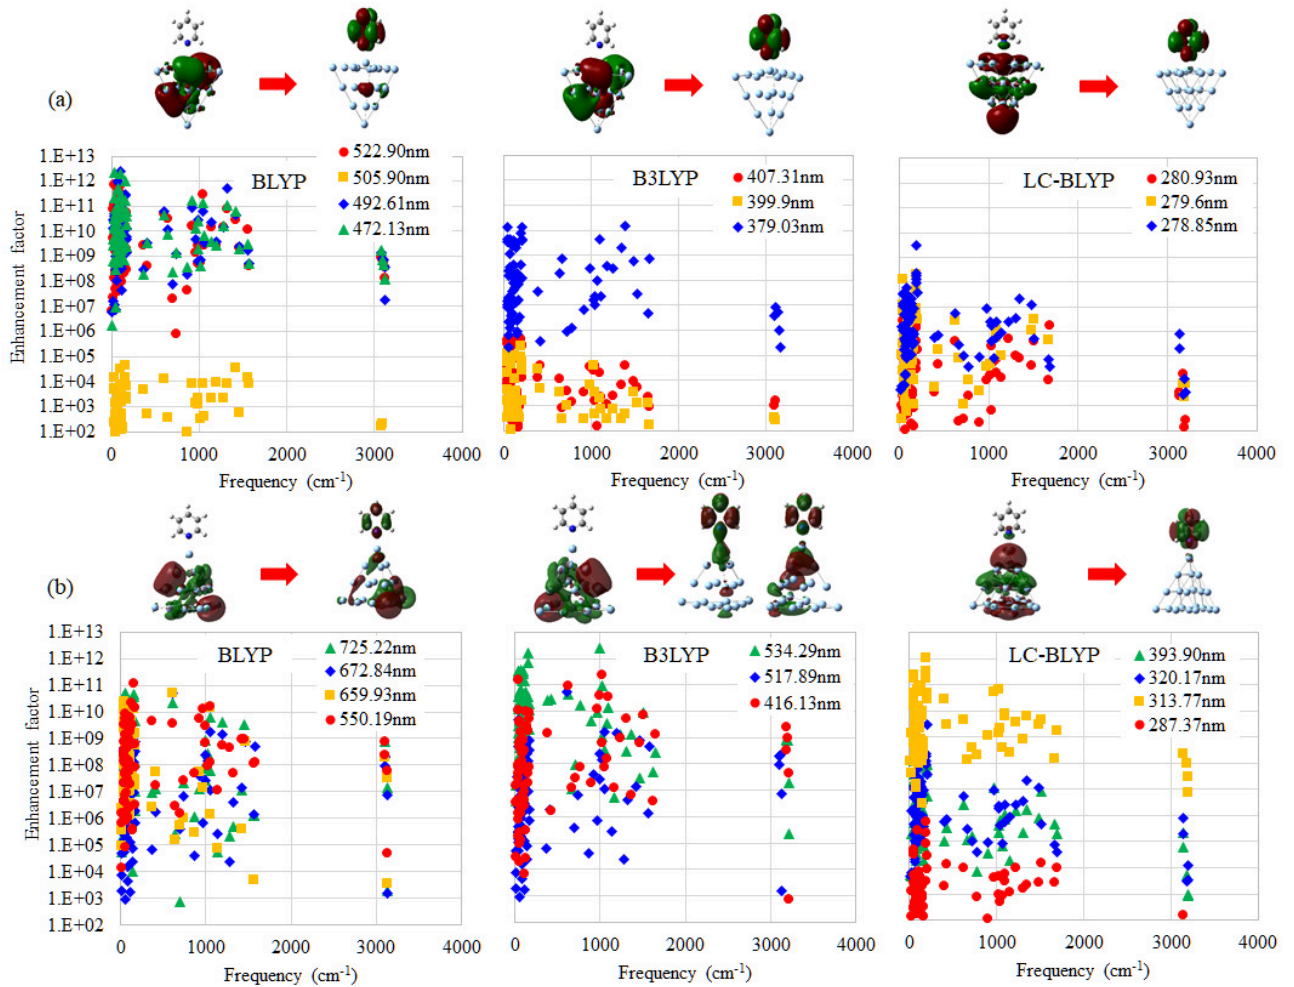 (a)
BLYP
522.90nm
505.90nm
492.61nm
472.13nm
Enhancement factor
1.E+13
1.E+12
1.E+11
1.E+10
1.E+09
1.E+08
1.E+07
1.E+06
1.E+05
1.E+04
1.E+03
1.E+02
0 1000 2000 3000 4000
Frequency (cm-1)
B3LYP
407.31nm
399.9nm
379.03nm
0 1000 2000 3000 4000
Frequency (cm-1)
LC-BLYP
280.93nm
279.6nm
278.85nm
0 1000 2000 3000 4000
Frequency (cm-1)
(b)
BLYP
725.22nm
672.84nm
659.93nm
550.19nm
Enhancement factor
1.E+13
1.E+12
1.E+11
1.E+10
1.E+09
1.E+08
1.E+07
1.E+06
1.E+05
1.E+04
1.E+03
1.E+02
0 1000 2000 3000 4000
Frequency (cm-1)
B3LYP
534.29nm
517.89nm
416.13nm
0 1000 2000 3000 4000
Frequency (cm-1)
LC-BLYP
393.90nm
320.17nm
313.77nm
287.37nm
0 1000 2000 3000 4000
Frequency (cm-1)